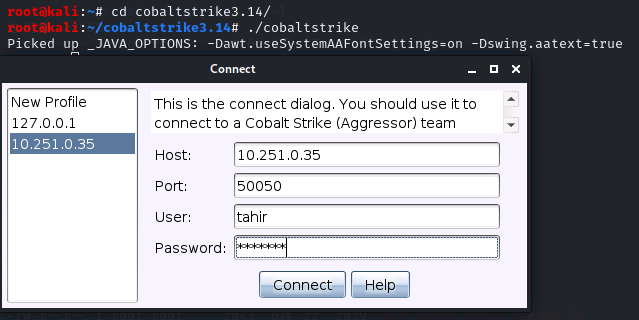 root@kali:~# cd cobaltstrike3.14/
root@kali:~/cobaltstrike3.14# ./cobaltstrike
Picked up _JAVA_OPTIONS: -Dawt.useSystemAAFontSettings=on -Dswing.aatext=true
Connect
New Profile
127.0.0.1
10.251.0.35
This is the connect dialog. You should use it to
connect to a Cobalt Strike (Aggressor) team
Host: 10.251.0.35
Port: 50050
User: tahir
Password: *******
Connect Help